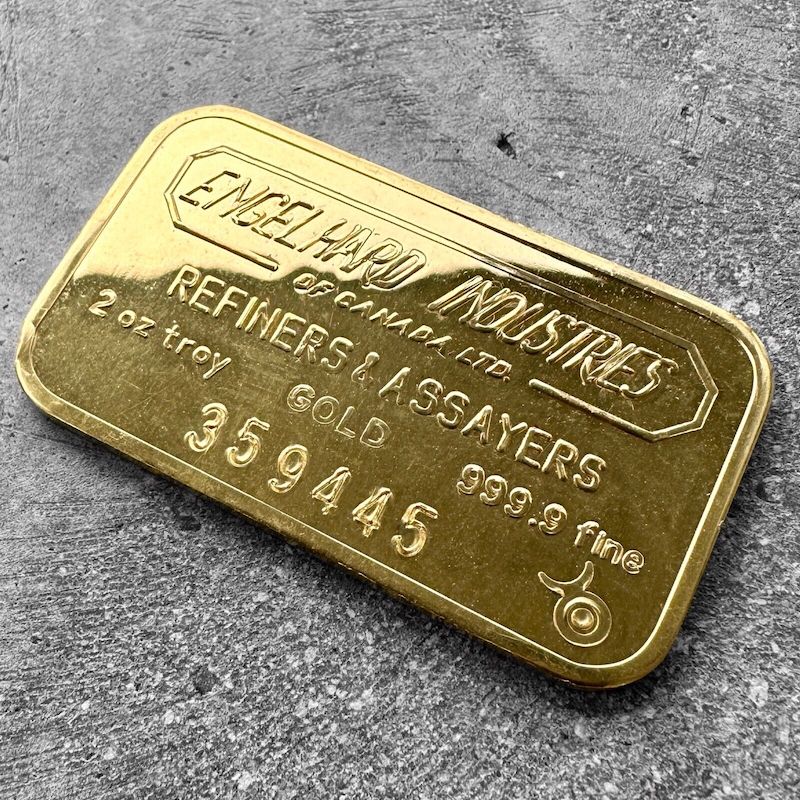 ENGELHARD INDUSTRIES
OF CANADA, LTD.
REFINERS & ASSAYERS
2 oz troy GOLD 999.9 fine
359445